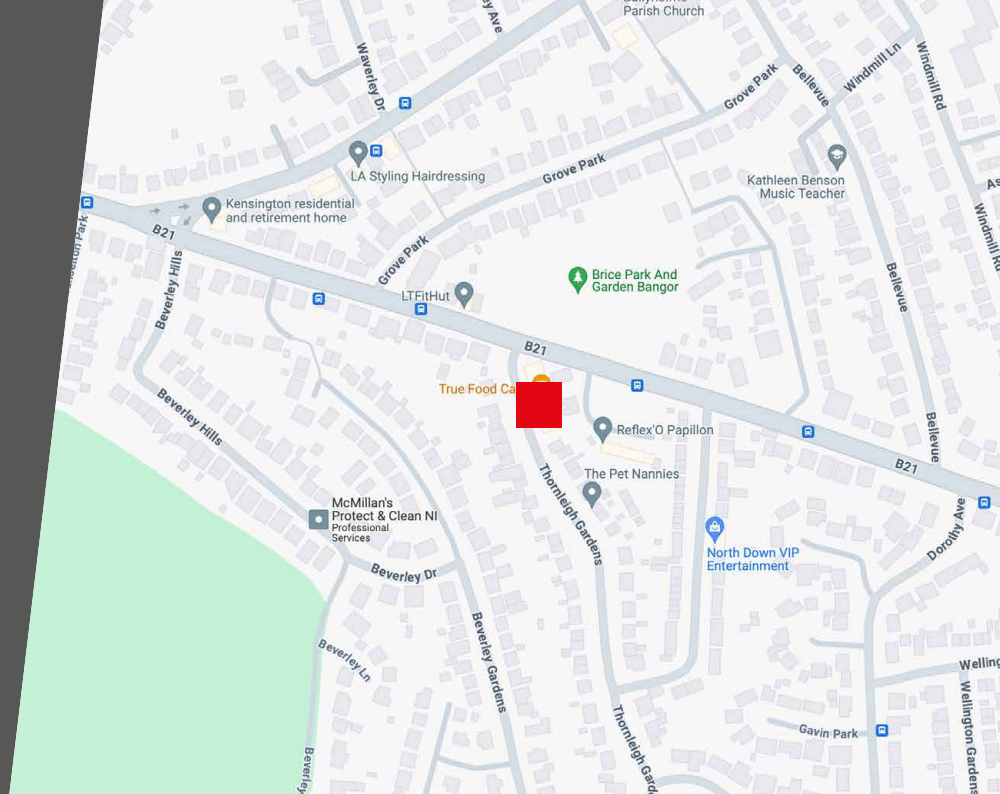 Parish Church
Waverley Dr
Grove Park
Bellevue
Windmill Ln
Windmill Rd
LA Styling Hairdressing
Grove Park
Kathleen Benson
Music Teacher
Kensington residential
and retirement home
B21
Windmill Rd
Beverley Hills
Grove Park
LTFitHut
Brice Park And
Garden Bangor
Bellevue
B21
True Food Ca
Beverley Hills
Reflex'O Papillon
Bellevue
B21
The Pet Nannies
McMillan's
Protect & Clean NI
Professional
Services
Thornleigh Gardens
North Down VIP
Entertainment
Dorothy Ave
Beverley Dr
Beverley Gardens
Beverley Ln
Welling
Wellington Gardens
Thornleigh Gard
Gavin Park
Beverley